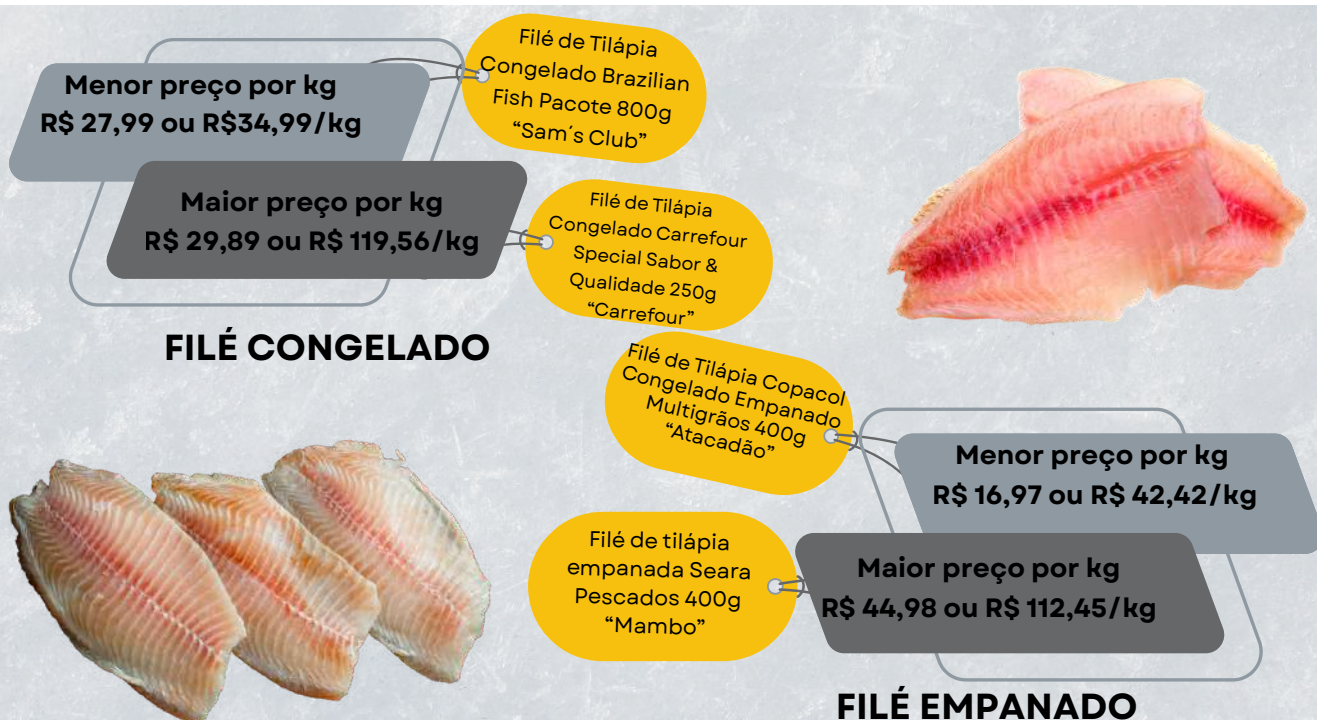 Menor preço por kg
R$ 27,99 ou R$34,99/kg
Filé de Tilápia
Congelado Brazilian
Fish Pacote 800g
“Sam´s Club”
Maior preço por kg
R$ 29,89 ou R$ 119,56/kg
Filé de Tilápia
Congelado Carrefour
Special Sabor &
Qualidade 250g
“Carrefour”
FILÉ CONGELADO
Filé de Tilápia Copacol
Congelado Empanado
Multigrãos 400g
“Atacadão”
Menor preço por kg
R$ 16,97 ou R$ 42,42/kg
Filé de tilápia
empanada Seara
Pescados 400g
“Mambo”
Maior preço por kg
R$ 44,98 ou R$ 112,45/kg
FILÉ EMPANADO